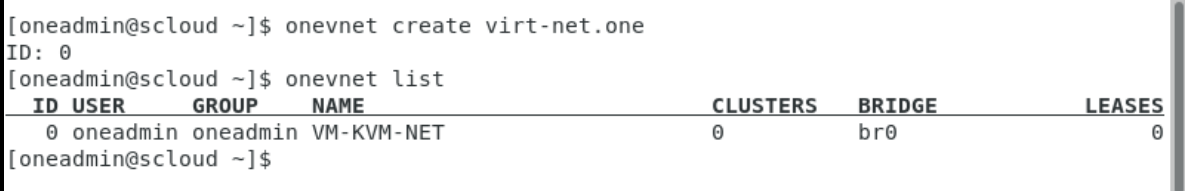 [oneadmin@scloud ~]$ onevnet create virt-net.one
ID: 0
[oneadmin@scloud ~]$ onevnet list
  ID USER     GROUP    NAME                          CLUSTERS   BRIDGE           LEASES
   0 oneadmin oneadmin VM-KVM-NET                    0          br0                   0
[oneadmin@scloud ~]$